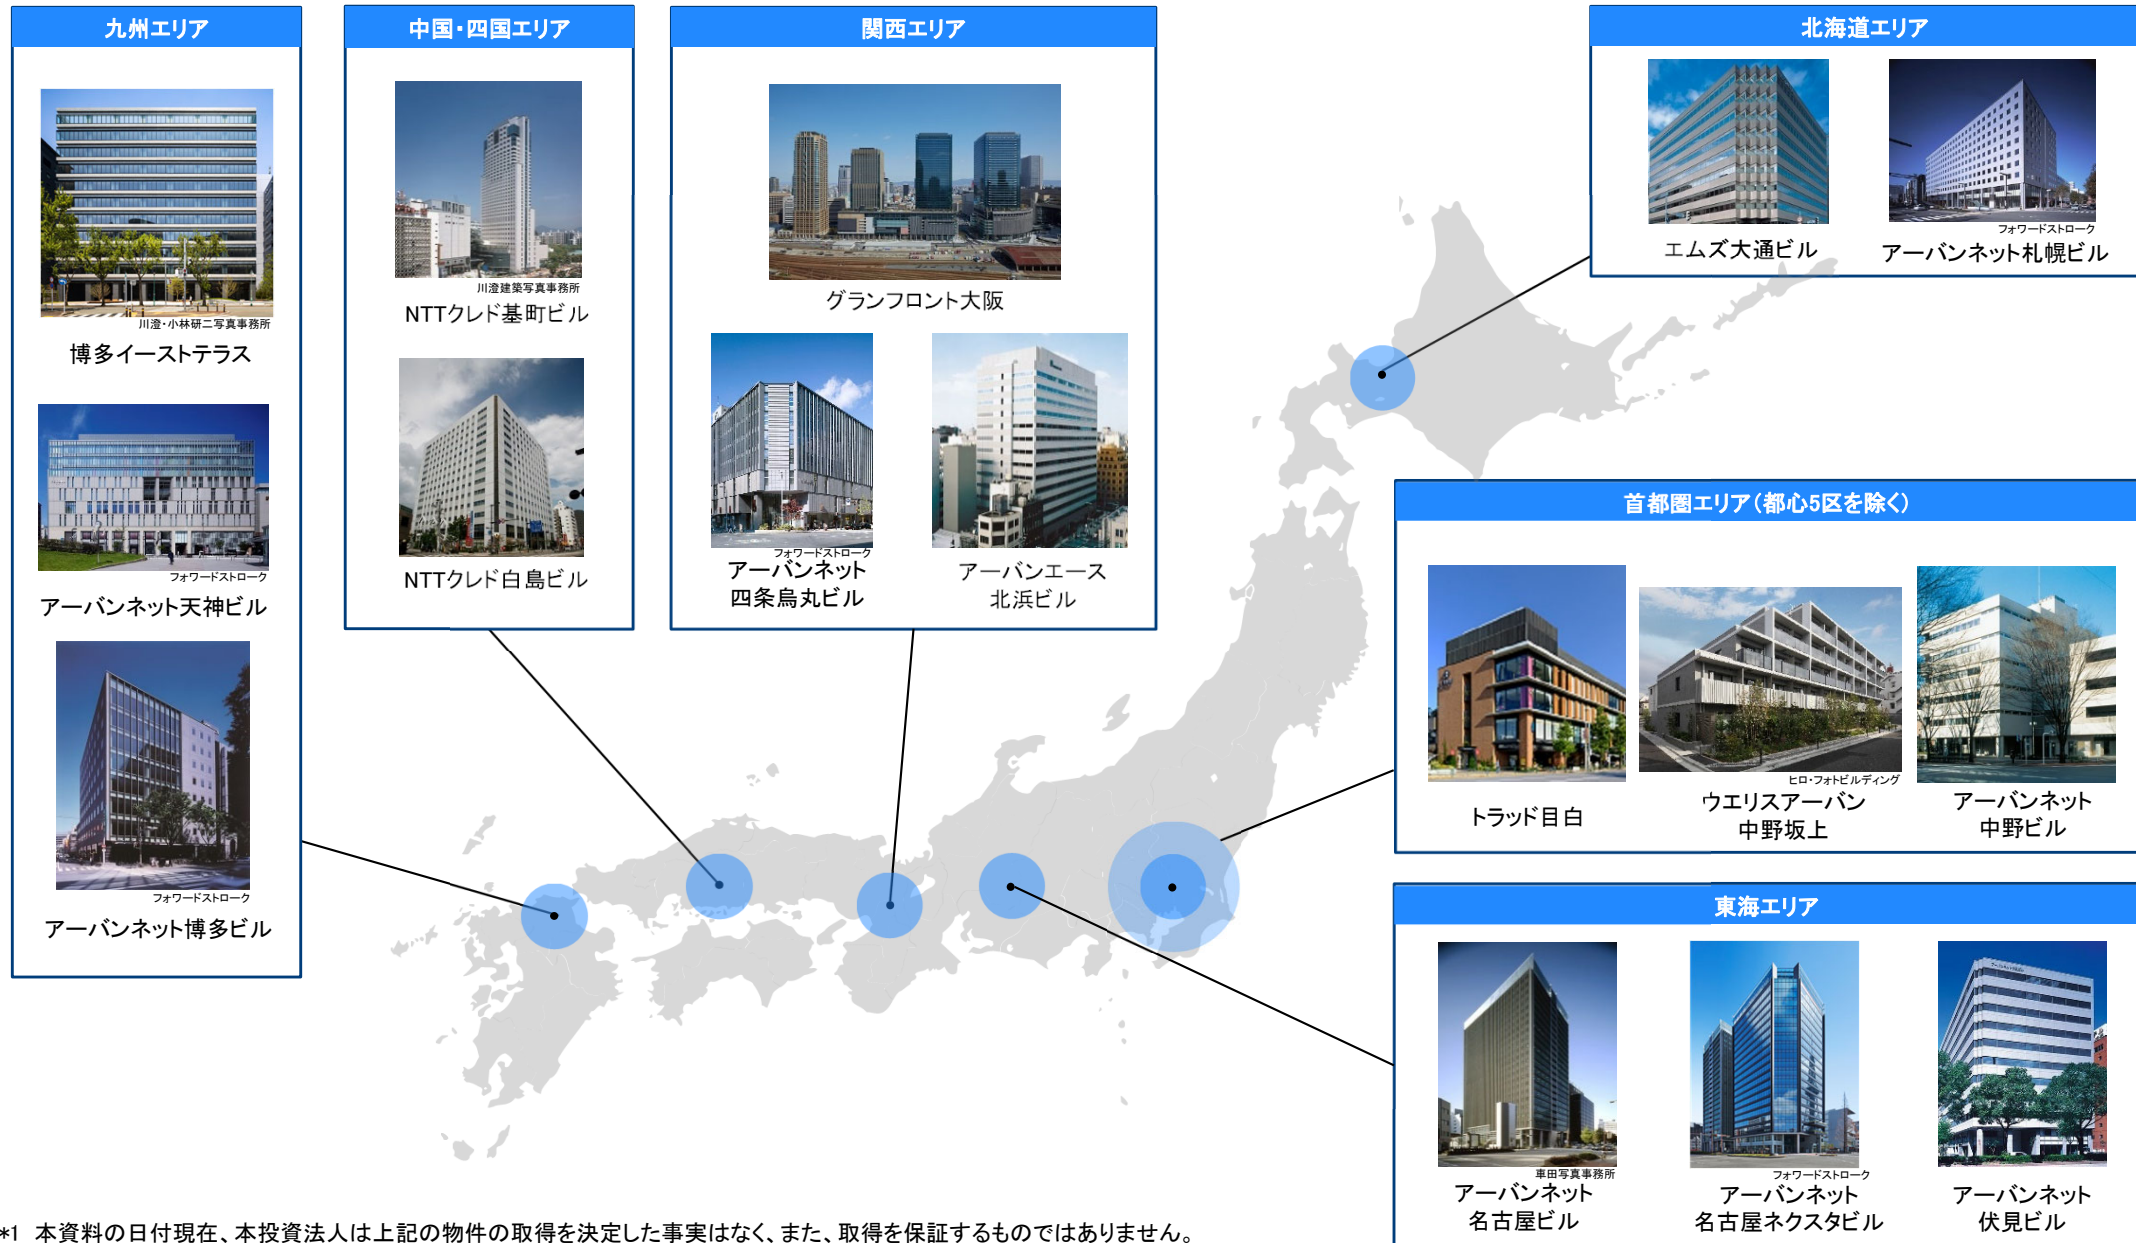 九州エリア
川澄・小林研二写真事務所
博多イーストテラス
フォワードストローク
アーバンネット天神ビル
フォワードストローク
アーバンネット博多ビル
中国・四国エリア
川澄建築写真事務所
NTTクレド基町ビル
NTTクレド白島ビル
関西エリア
グランフロント大阪
フォワードストローク
アーバンネット
四条烏丸ビル
アーバンエース
北浜ビル
北海道エリア
エムズ大通ビル
フォワードストローク
アーバンネット札幌ビル
首都圏エリア（都心5区を除く）
トラッド目白
ヒロ・フォトビルディング
ウエリスアーバン
中野坂上
アーバンネット
中野ビル
東海エリア
車田写真事務所
アーバンネット
名古屋ビル
フォワードストローク
アーバンネット
名古屋ネクスタビル
アーバンネット
伏見ビル
*1 本資料の日付現在、本投資法人は上記の物件の取得を決定した事実はなく、また、取得を保証するものではありません。